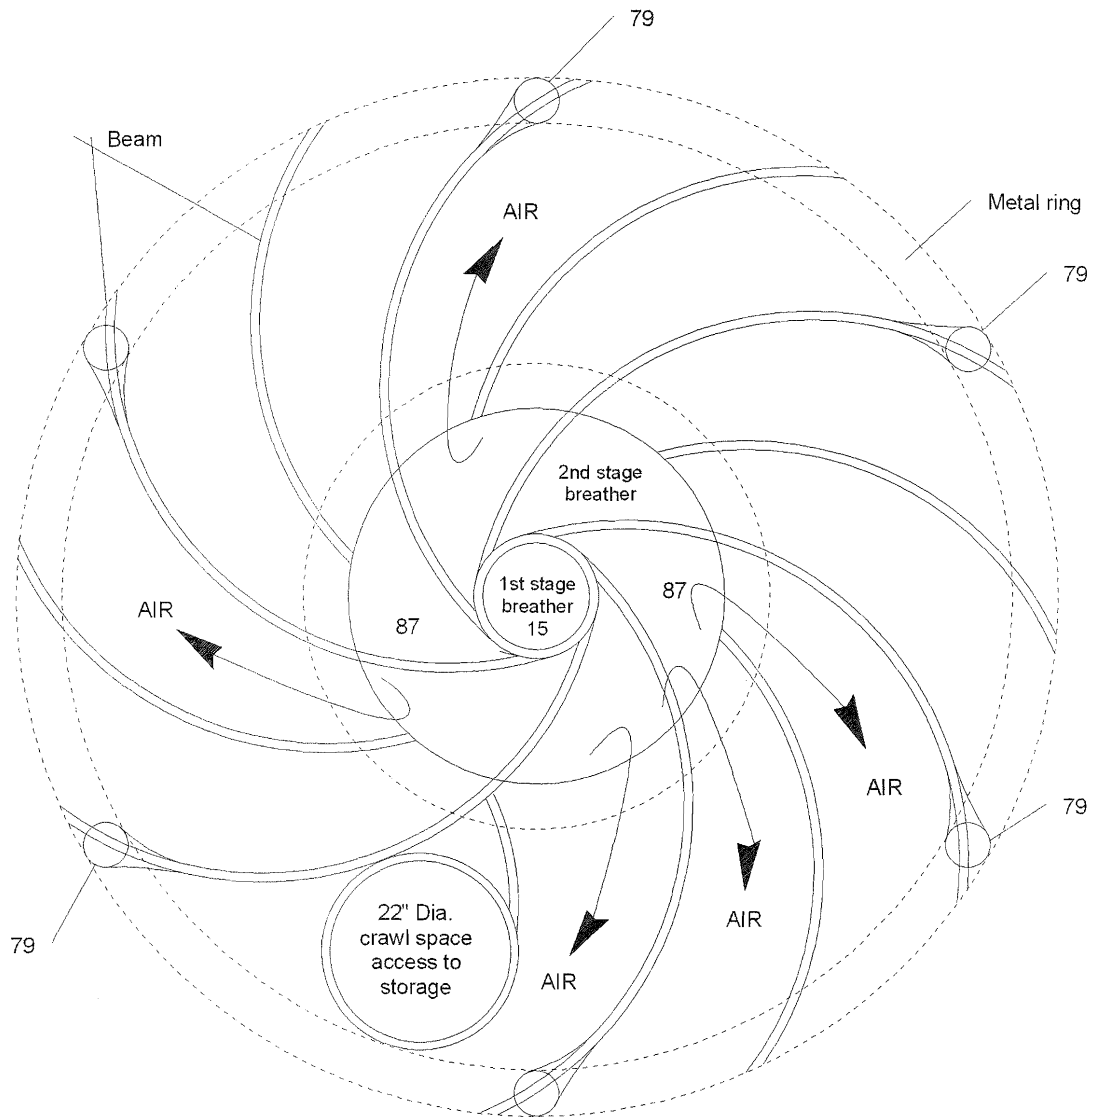 79
Beam
Metal ring
AIR
79
2nd stage
breather
1st stage
breather
15
87
87
AIR
AIR
79
AIR
79
22" Dia.
crawl space
access to
storage
AIR